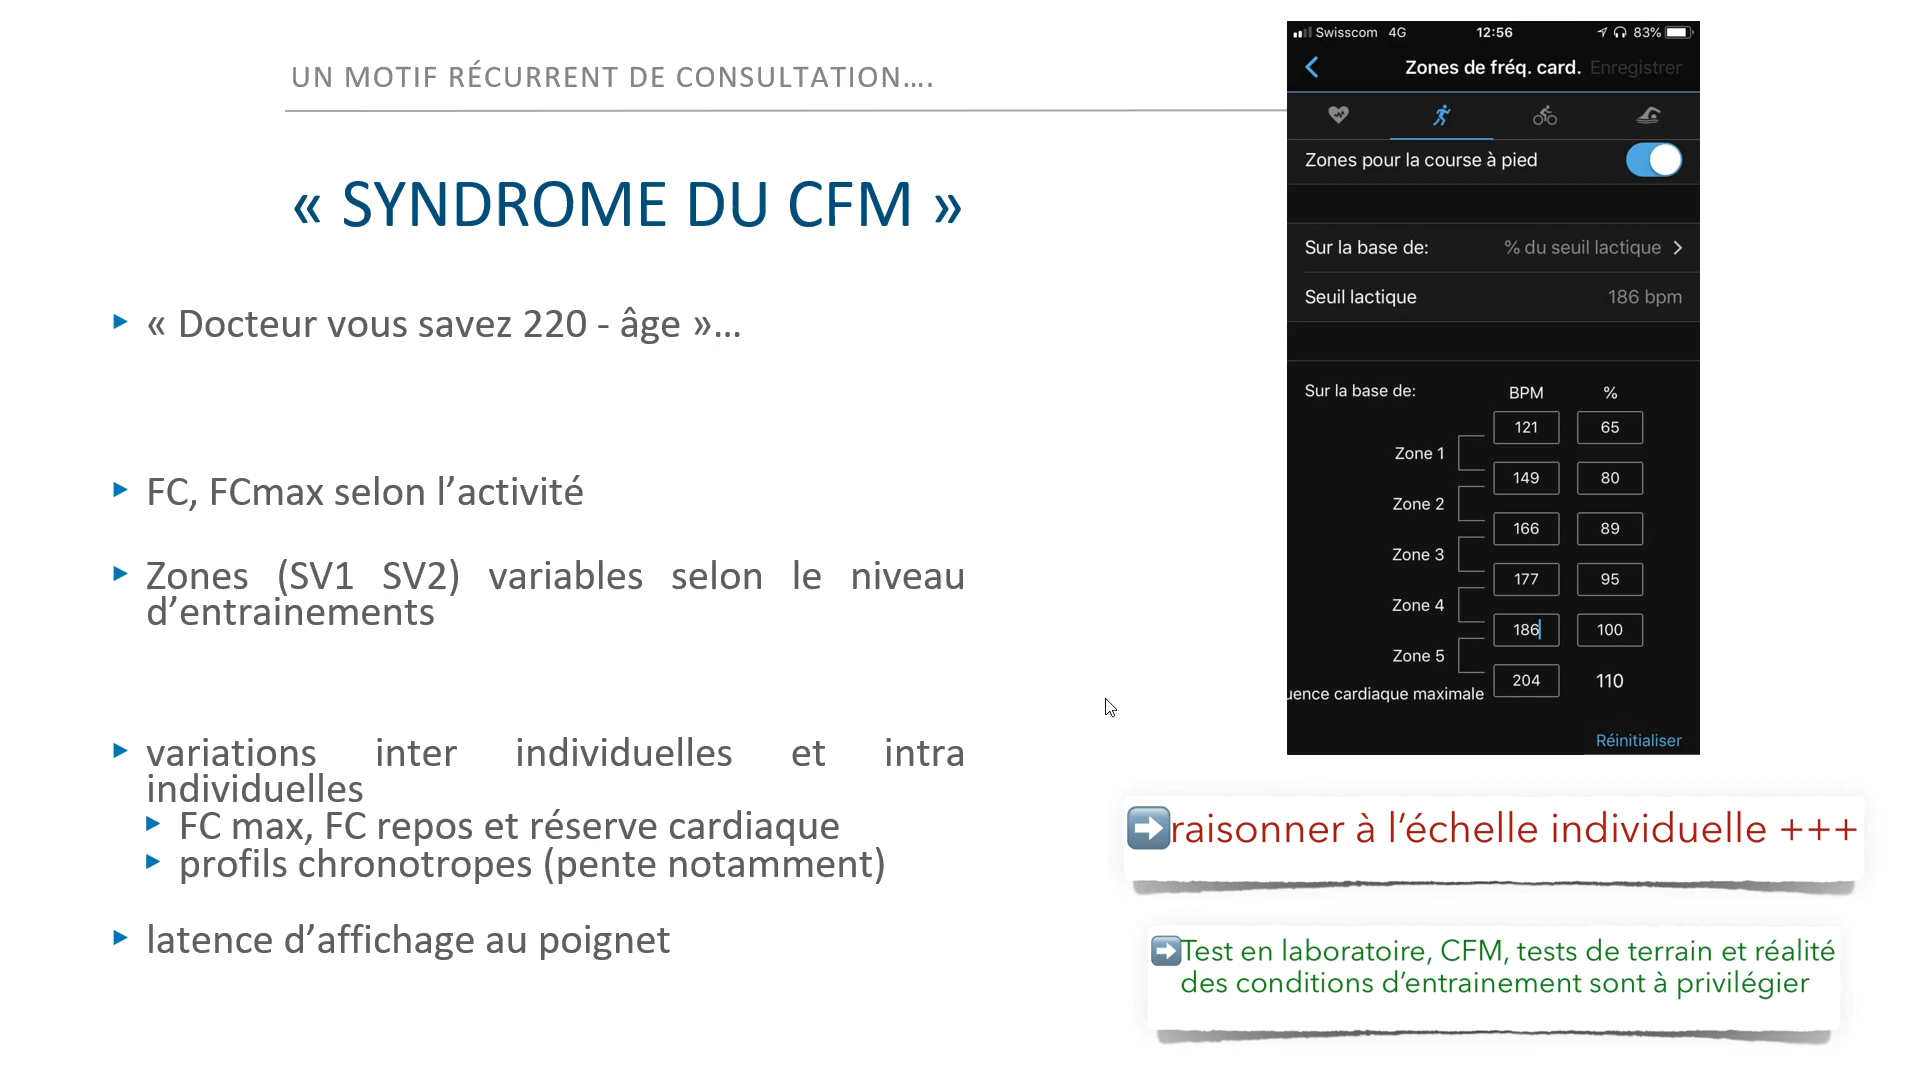 UN MOTIF RÉCURRENT DE CONSULTATION....
« SYNDROME DU CFM »
« Docteur vous savez 220 - âge »...
FC, FCmax selon l’activité
Zones (SV1 SV2) variables selon le niveau
d’entrainements
variations inter individuelles et intra
individuelles
FC max, FC repos et réserve cardiaque
profils chronotropes (pente notamment)
latence d’affichage au poignet
Swisscom 4G 12:56 83%
Zones de fréq. card. Enregistrer
Zones pour la course à pied
Sur la base de: % du seuil lactique
Seuil lactique 186 bpm
Sur la base de: BPM %
121 65
Zone 1
149 80
Zone 2
166 89
Zone 3
177 95
Zone 4
186 100
Zone 5
204 110
uence cardiaque maximale
Réinitialiser
raisonner à l’échelle individuelle +++
Test en laboratoire, CFM, tests de terrain et réalité
des conditions d’entrainement sont à privilégier